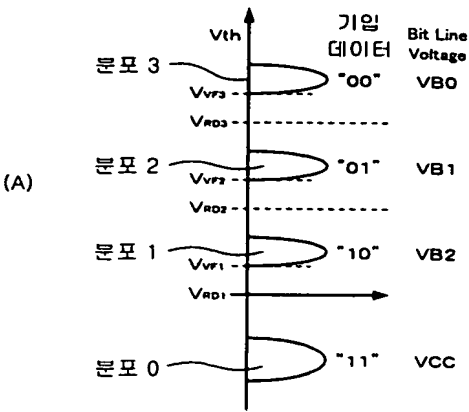 Vth
기입
데이터
Bit Line
Voltage
분포 3
"00"
VB0
VVF3
VRD3
(A)
분포 2
"01"
VB1
VVF2
VRD2
분포 1
"10"
VB2
VVF1
VRD1
분포 0
"11"
VCC